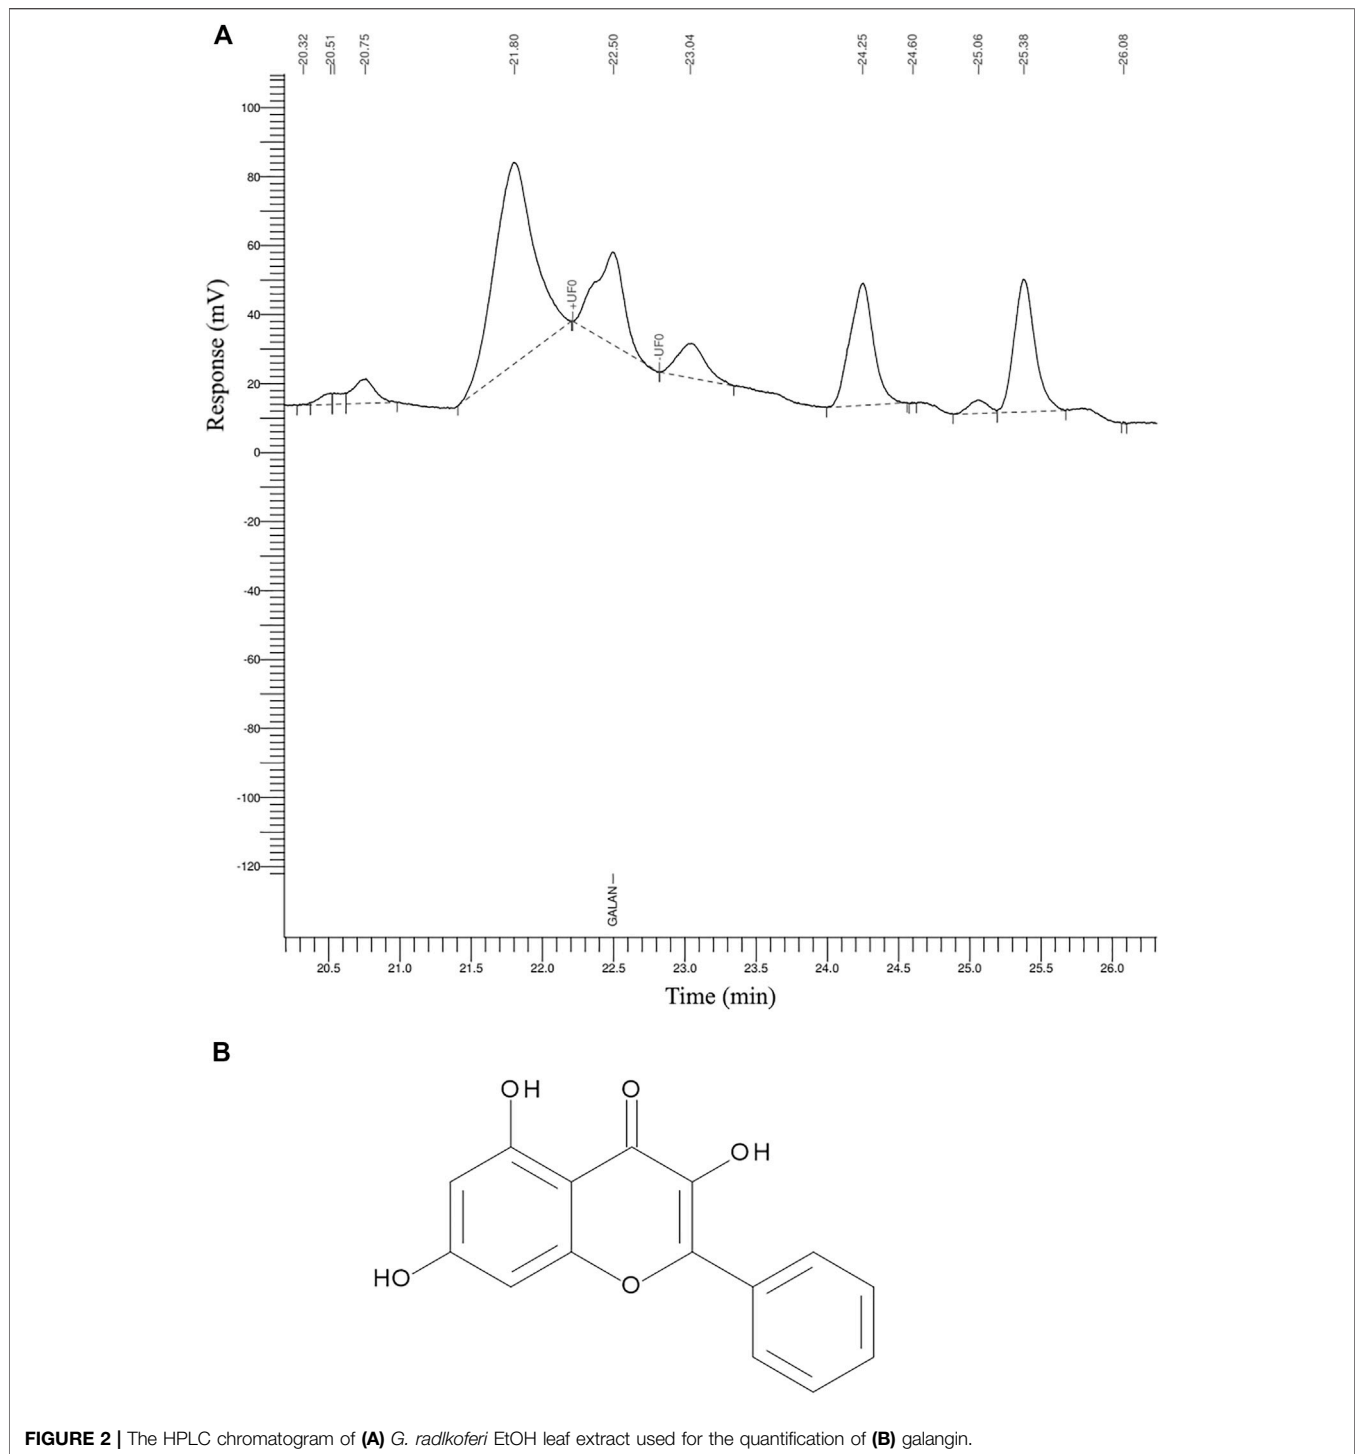 A
20.32
20.51
20.75
21.80
22.50
23.04
24.25
24.60
25.06
25.38
26.08
100
80
60
40
20
0
-20
-40
-60
-80
-100
-120
Response (mV)
+UF0
-UF0
GALAN
20.5 21.0 21.5 22.0 22.5 23.0 23.5 24.0 24.5 25.0 25.5 26.0
Time (min)
B
OH O
OH
HO
O
FIGURE 2 | The HPLC chromatogram of (A) G. radlkoferi EtOH leaf extract used for the quantification of (B) galangin.